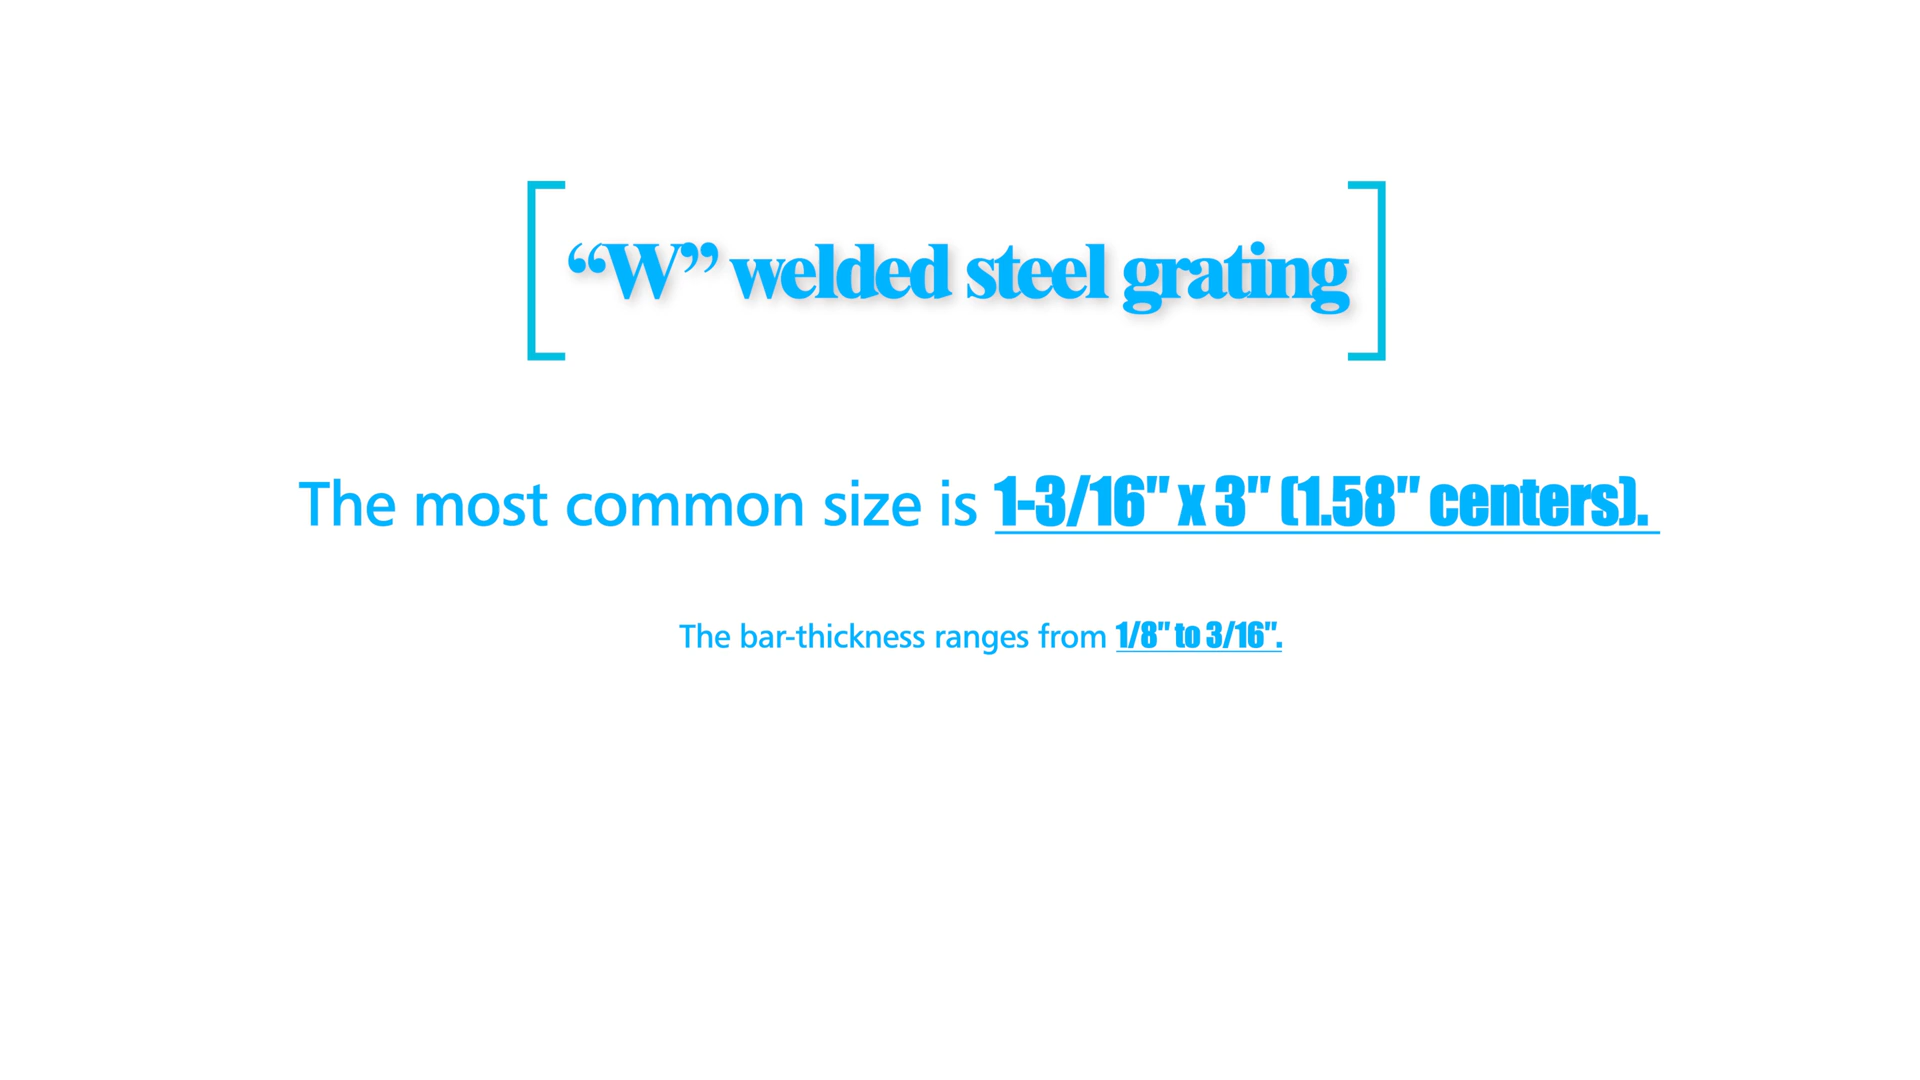 “W” welded steel grating
The most common size is 1-3/16" x 3" (1.58" centers).
The bar-thickness ranges from 1/8" to 3/16".